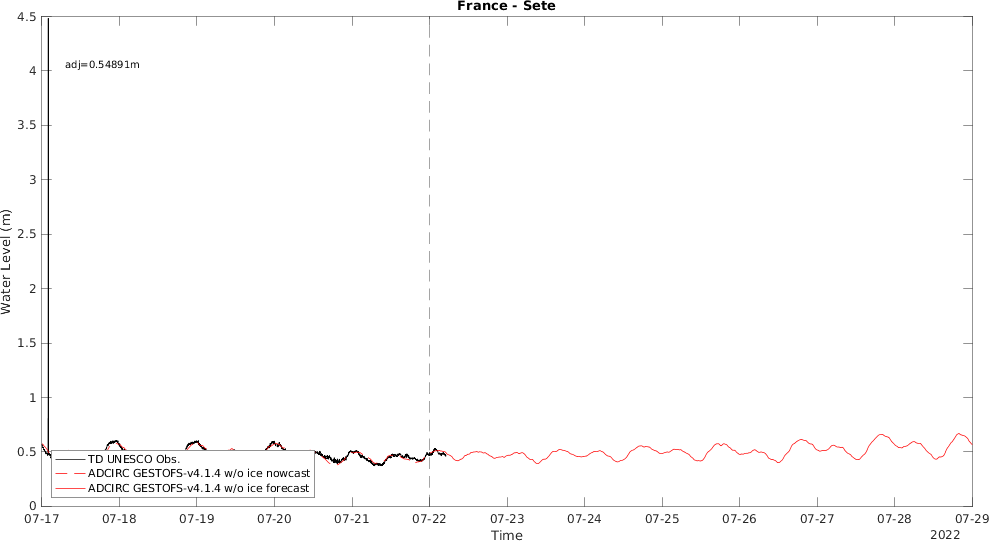 France - Sete
4.5
4
3.5
3
2.5
2
1.5
1
0.5
0
Water Level (m)
adj=0.54891m
TD UNESCO Obs.
ADCIRC GESTOFS-v4.1.4 w/o ice nowcast
ADCIRC GESTOFS-v4.1.4 w/o ice forecast
07-17 07-18 07-19 07-20 07-21 07-22 07-23 07-24 07-25 07-26 07-27 07-28 07-29
Time
2022